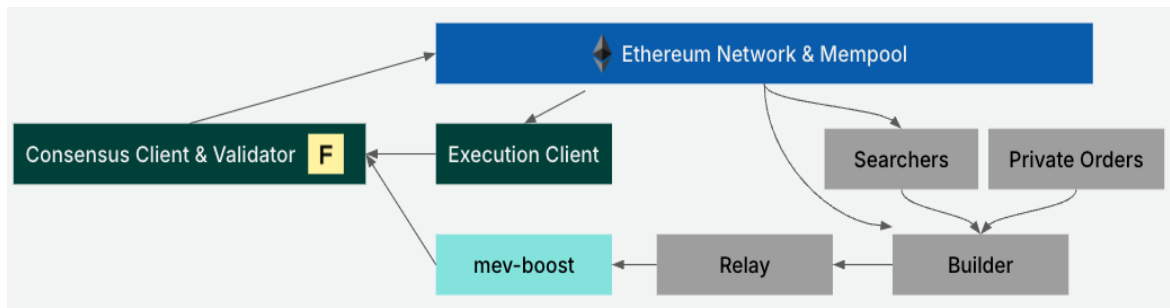 Ethereum Network & Mempool
Consensus Client & Validator F
Execution Client
Searchers
Private Orders
mev-boost
Relay
Builder